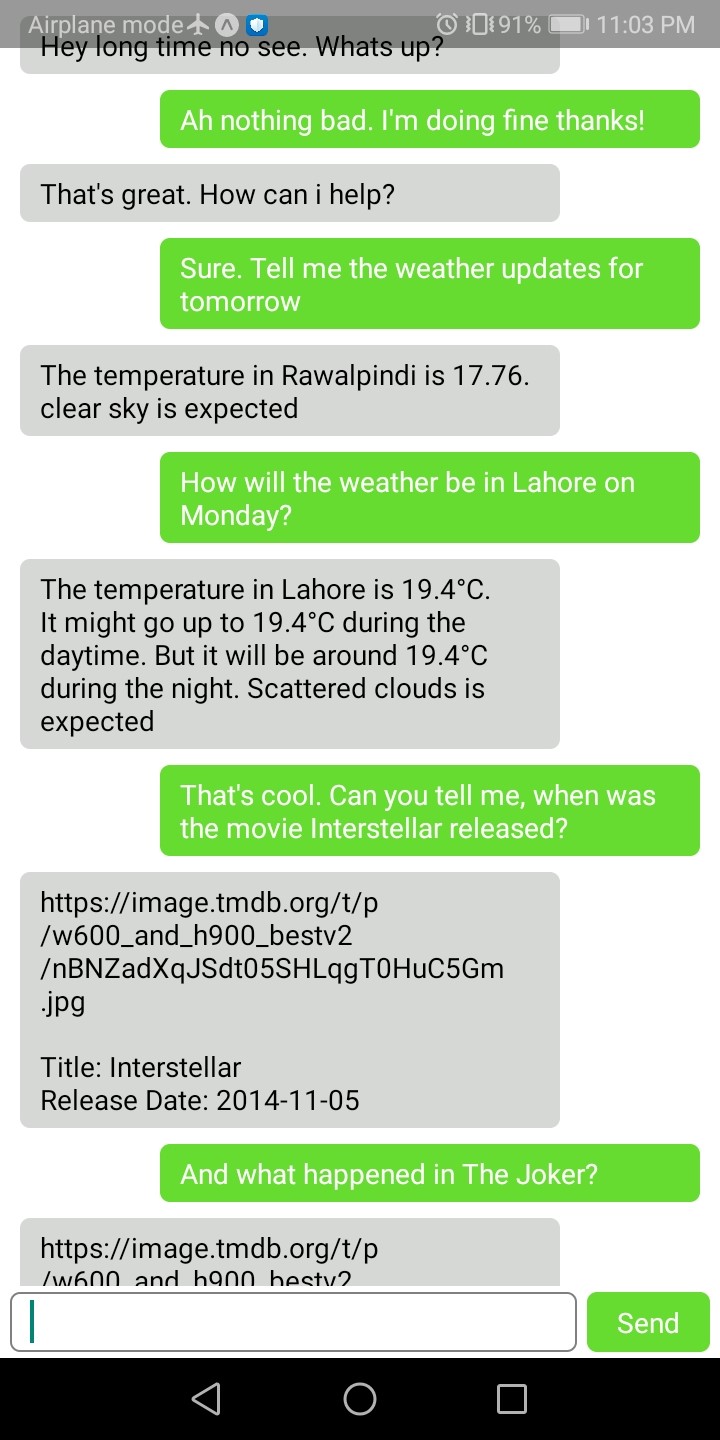 Airplane mode 91% 11:03 PM
Hey long time no see. Whats up?
Ah nothing bad. I'm doing fine thanks!
That's great. How can i help?
Sure. Tell me the weather updates for
tomorrow
The temperature in Rawalpindi is 17.76.
clear sky is expected
How will the weather be in Lahore on
Monday?
The temperature in Lahore is 19.4°C.
It might go up to 19.4°C during the
daytime. But it will be around 19.4°C
during the night. Scattered clouds is
expected
That's cool. Can you tell me, when was
the movie Interstellar released?
https://image.tmdb.org/t/p
/w600_and_h900_bestv2
/nBNZadXqJSdt05SHLqgT0HuC5Gm
.jpg
Title: Interstellar
Release Date: 2014-11-05
And what happened in The Joker?
https://image.tmdb.org/t/p
/w600_and_h900_bestv2
Send